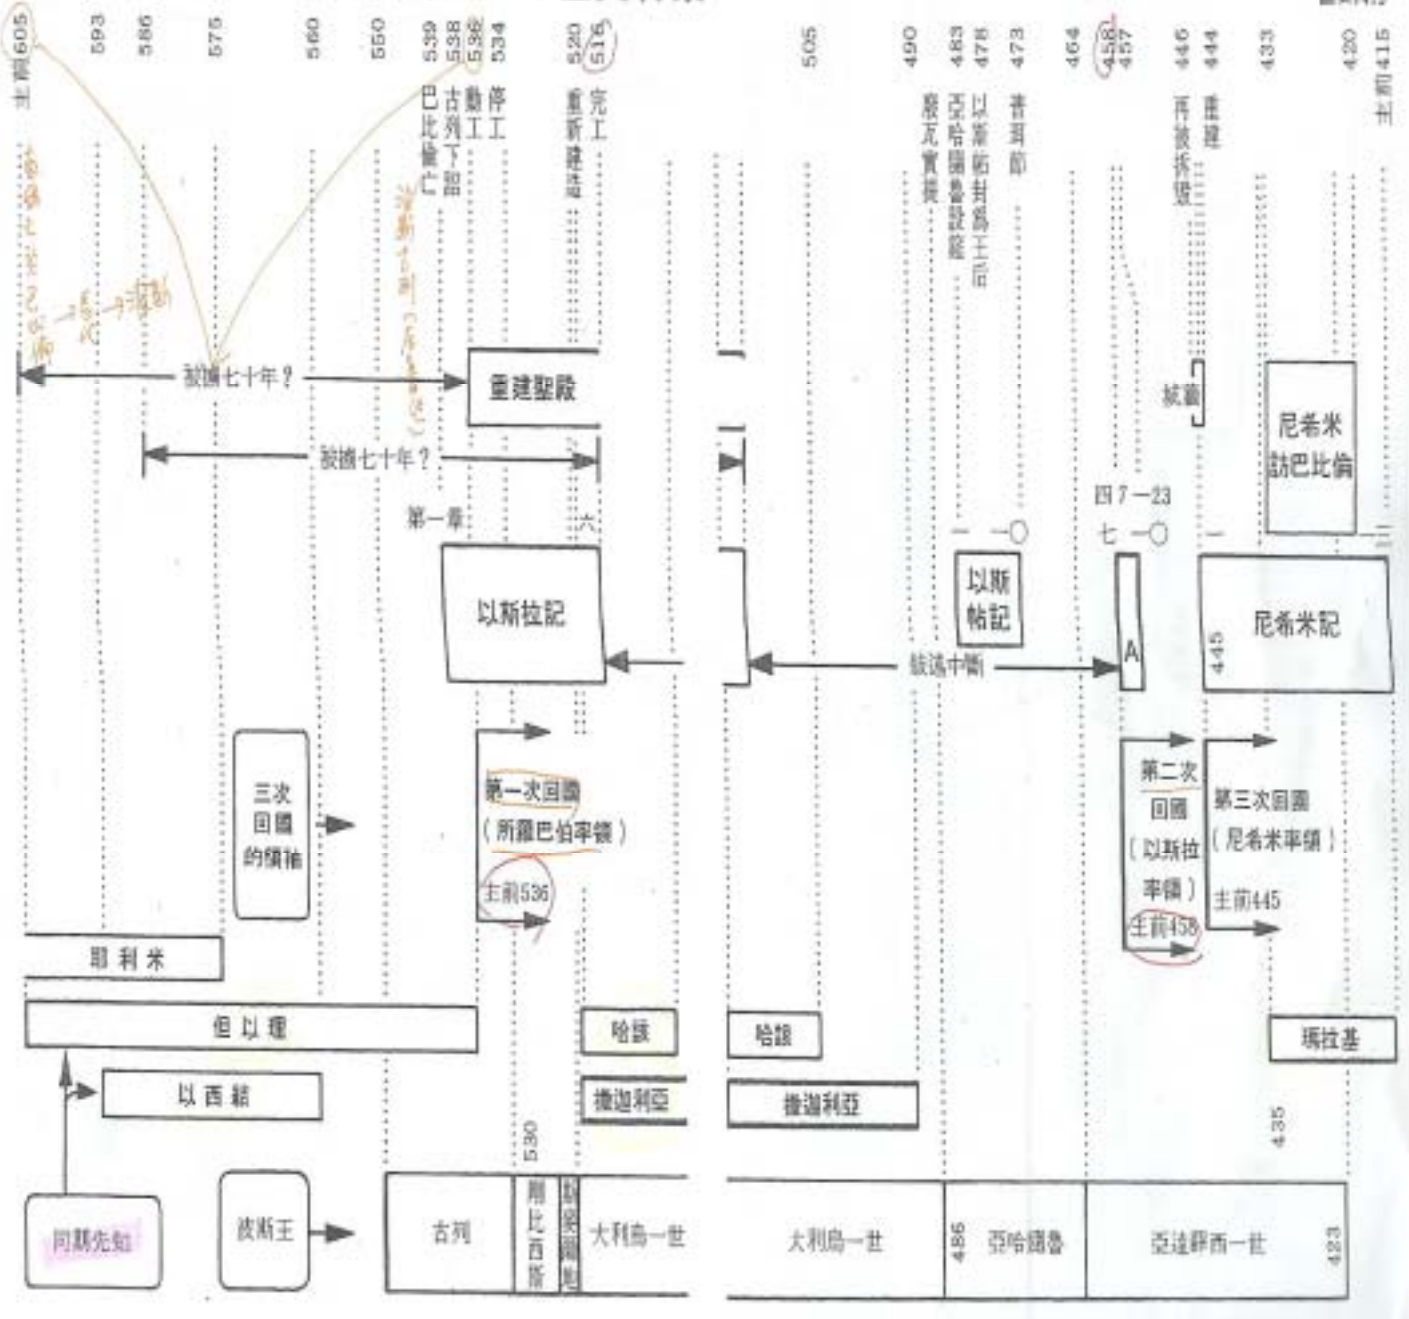 主前605
593
586
575
560
550
539
538
536
534
520
516
505
490
483
478
473
464
458
457
446
444
433
420
主前415
巴比倫亡
古列下詔
動工
停工
重新建造
完工
廢瓦實提
亞哈隨魯設筵
以斯帖封為王后
普珥節
再被拆毀
重建
被擄七十年？
重建聖殿
城牆
尼希米
訪巴比倫
被擄七十年？
第一章
六
一 一○
四7－23
七 一○
一
以斯拉記
以斯
帖記
A
445
尼希米記
敍述中斷
三次
回國
的領袖
第一次回國
（所羅巴伯率領）
主前536
第二次
回國
（以斯拉
率領）
主前458
第三次回國
（尼希米率領）
主前445
耶利米
但以理
哈該
哈該
瑪拉基
以西結
撒迦利亞
撒迦利亞
530
435
同期先知
波斯王
古列
剛比西斯
大利烏一世
大利烏一世
486
亞哈隨魯
亞達薛西一世
423